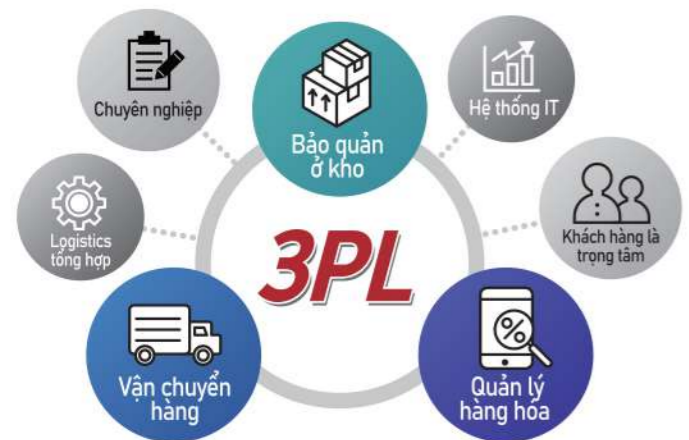 Chuyên nghiệp
Bảo quản
ở kho
Hệ thống IT
Logistics
tổng hợp
3PL
Khách hàng là
trọng tâm
Vận chuyển
hàng
Quản lý
hàng hóa